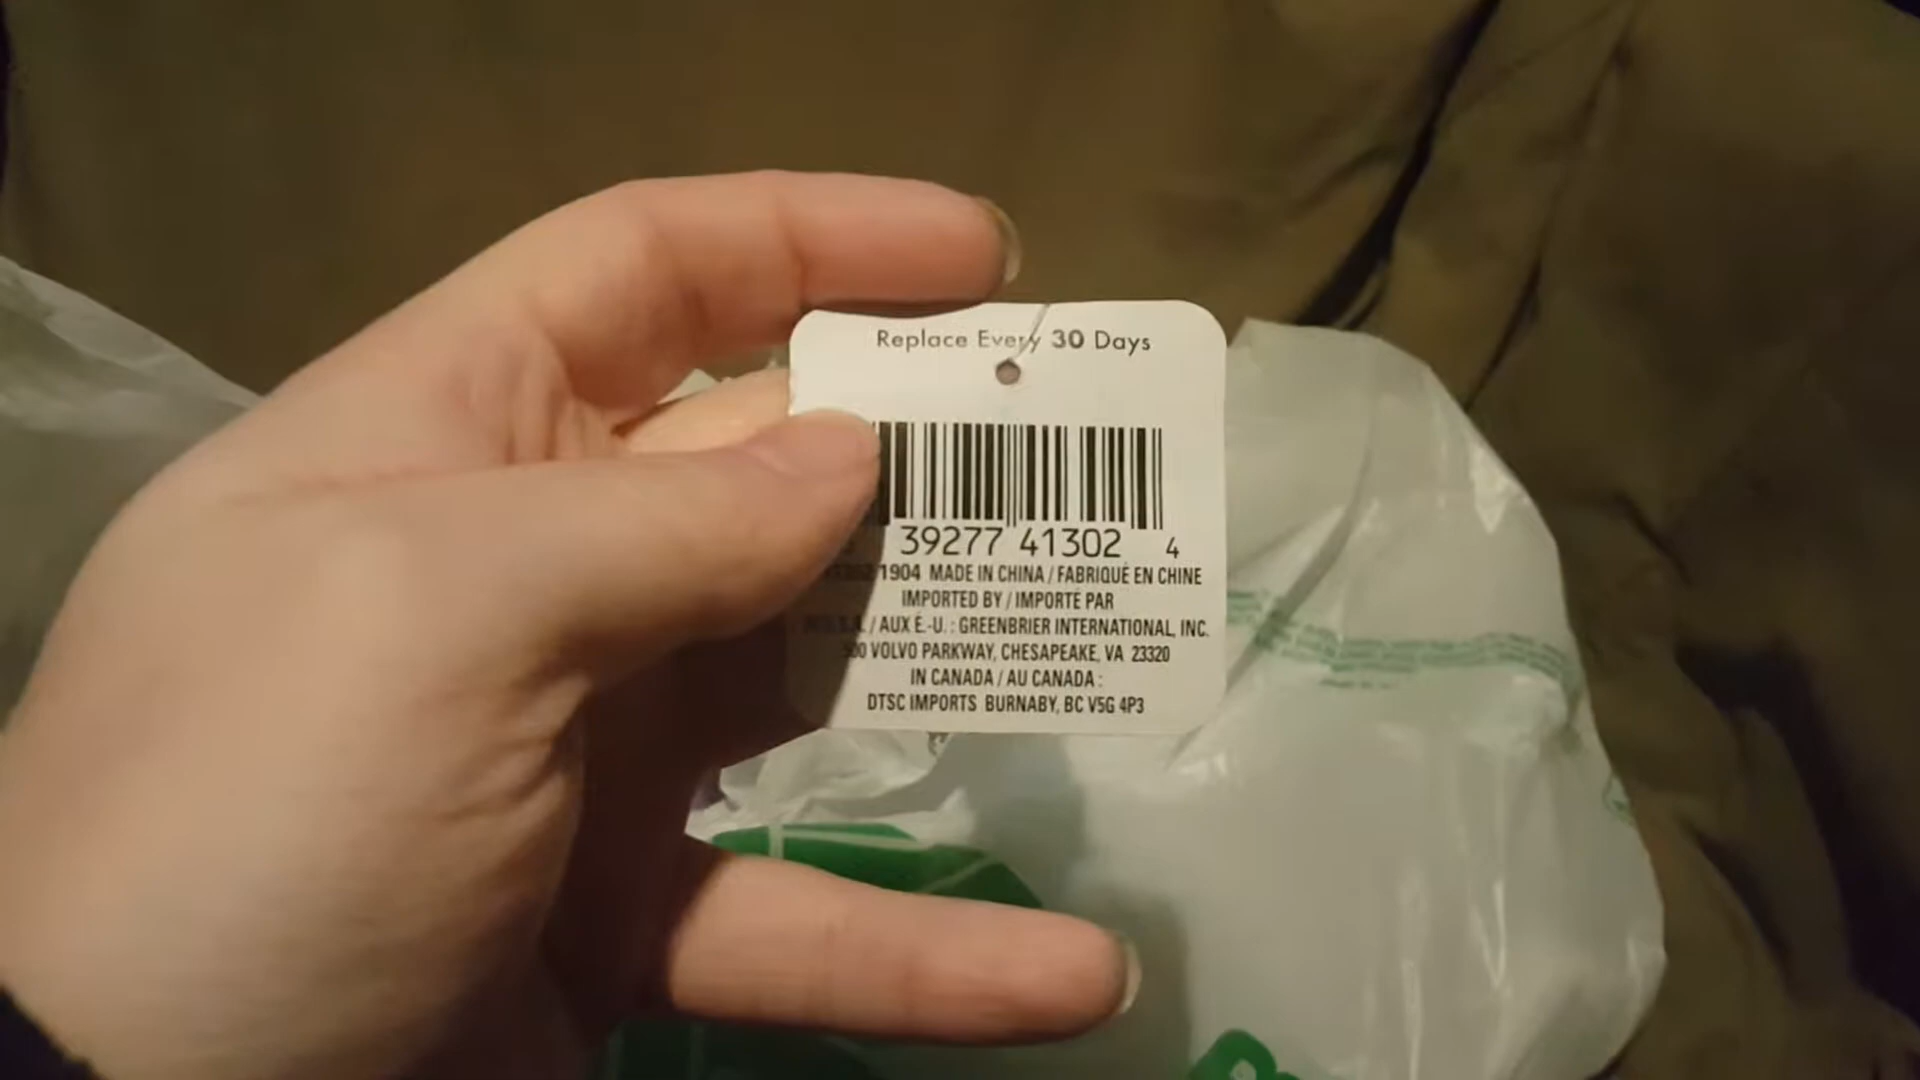 Replace Every 30 Days
39277 41302 4
1904 MADE IN CHINA / FABRIQUÉ EN CHINE
IMPORTED BY / IMPORTÉ PAR
/ AUX É.-U. : GREENBRIER INTERNATIONAL, INC.
VOLVO PARKWAY, CHESAPEAKE, VA 23320
IN CANADA / AU CANADA :
DTSC IMPORTS BURNABY, BC V5G 4P3